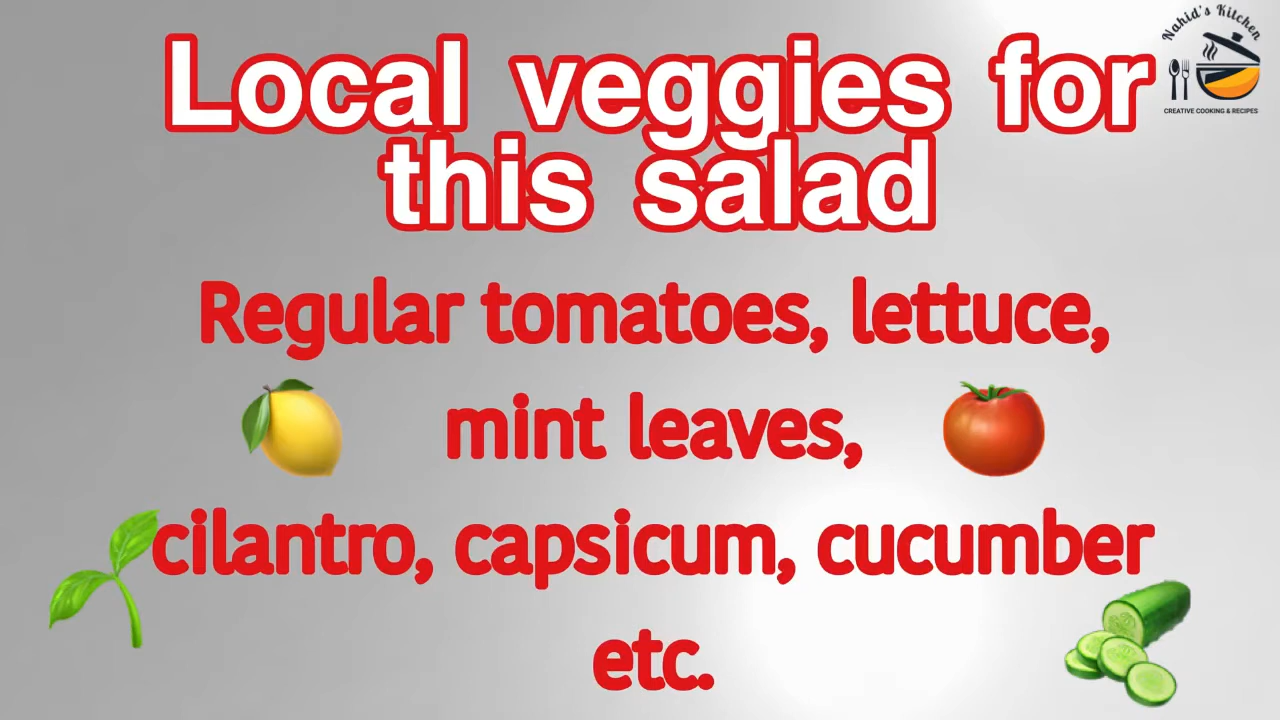 Nahid's Kitchen
CREATIVE COOKING & RECIPES
Local veggies for
this salad
Regular tomatoes, lettuce,
mint leaves,
cilantro, capsicum, cucumber
etc.